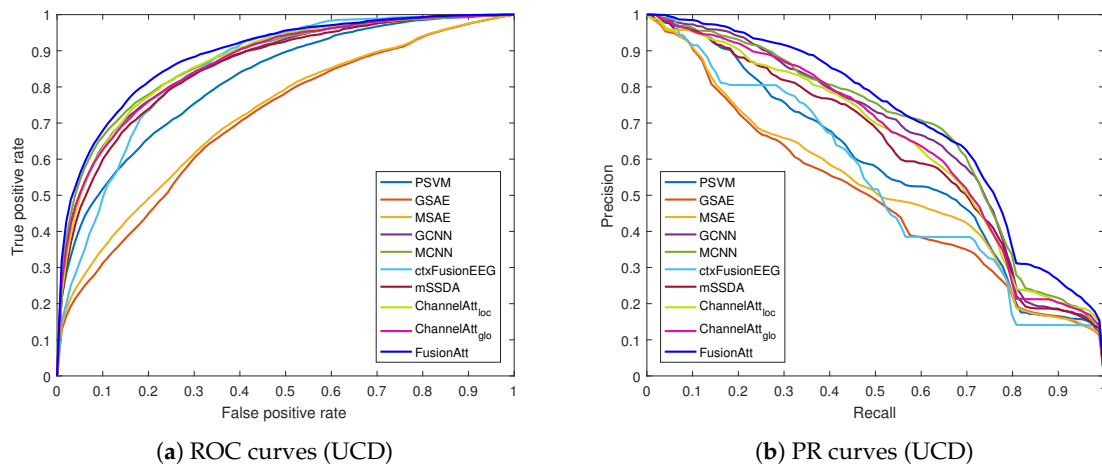 1
0.9
0.8
0.7
0.6
0.5
0.4
0.3
0.2
0.1
0
True positive rate
PSVM
GSAE
MSAE
GCNN
MCNN
ctxFusionEEG
mSSDA
ChannelAtt_loc
ChannelAtt_glo
FusionAtt
0 0.1 0.2 0.3 0.4 0.5 0.6 0.7 0.8 0.9 1
False positive rate
(a) ROC curves (UCD)
1
0.9
0.8
0.7
0.6
0.5
0.4
0.3
0.2
0.1
0
Precision
PSVM
GSAE
MSAE
GCNN
MCNN
ctxFusionEEG
mSSDA
ChannelAtt_loc
ChannelAtt_glo
FusionAtt
0 0.1 0.2 0.3 0.4 0.5 0.6 0.7 0.8 0.9
Recall
(b) PR curves (UCD)